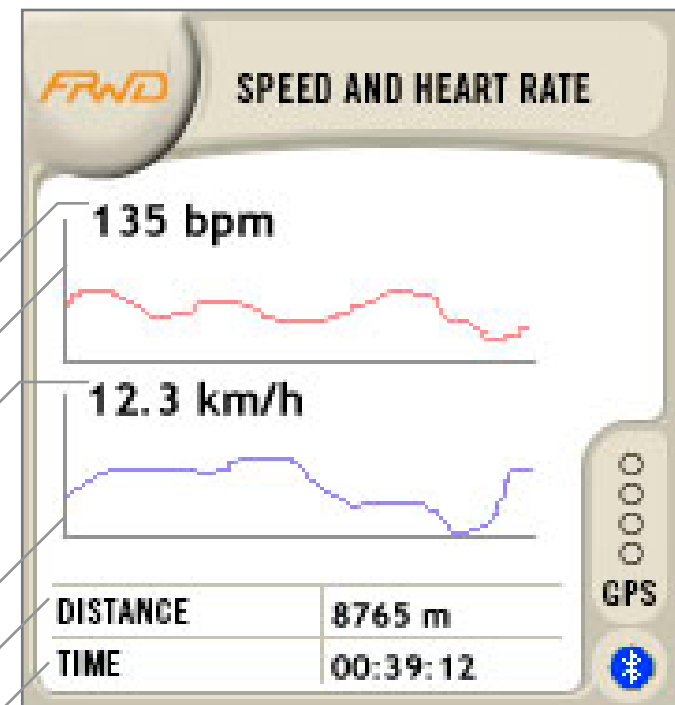 FRWD
SPEED AND HEART RATE
135 bpm
12.3 km/h
GPS
DISTANCE 8765 m
TIME 00:39:12